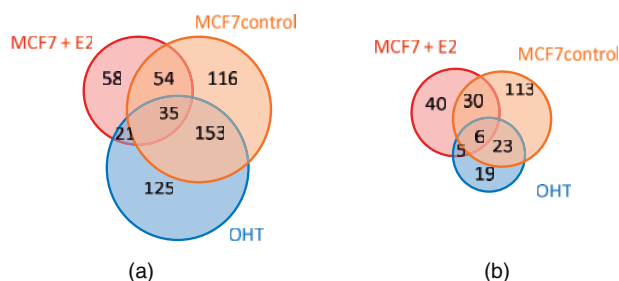 MCF7 + E2
MCF7control
58
54
116
35
21
153
125
OHT
(a)
MCF7 + E2
MCF7control
40
30
113
6
5
23
19
OHT
(b)